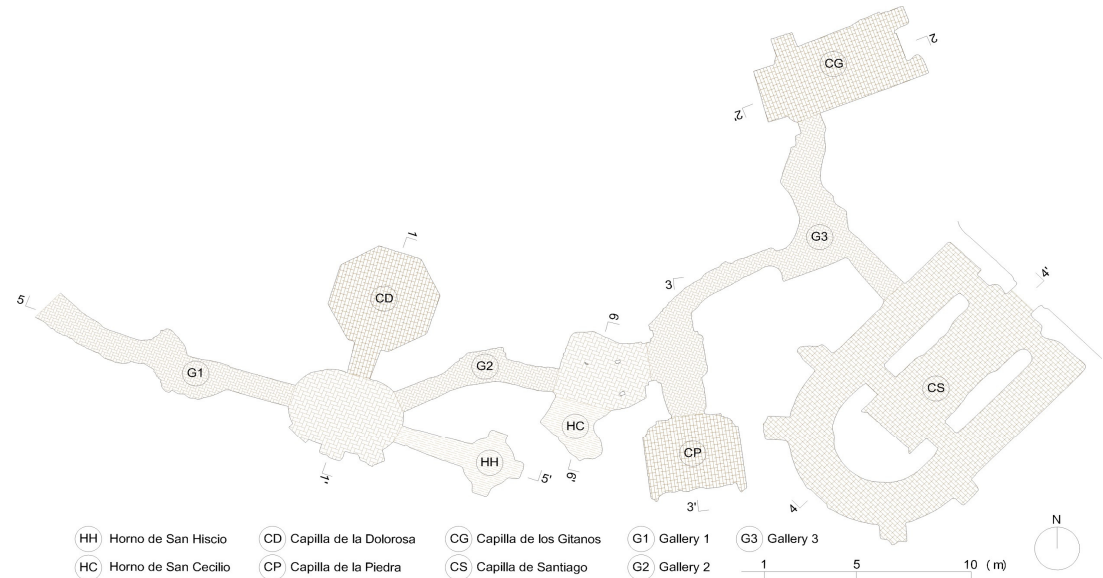 2
CG
2'
G3
1
4'
5
CD
3
6
G2
G1
CS
HC
CP
HH
5'
1'
6'
3'
4
HH Horno de San Hiscio CD Capilla de la Dolorosa CG Capilla de los Gitanos G1 Gallery 1 G3 Gallery 3
HC Horno de San Cecilio CP Capilla de la Piedra CS Capilla de Santiago G2 Gallery 2
N
1 5 10 (m)